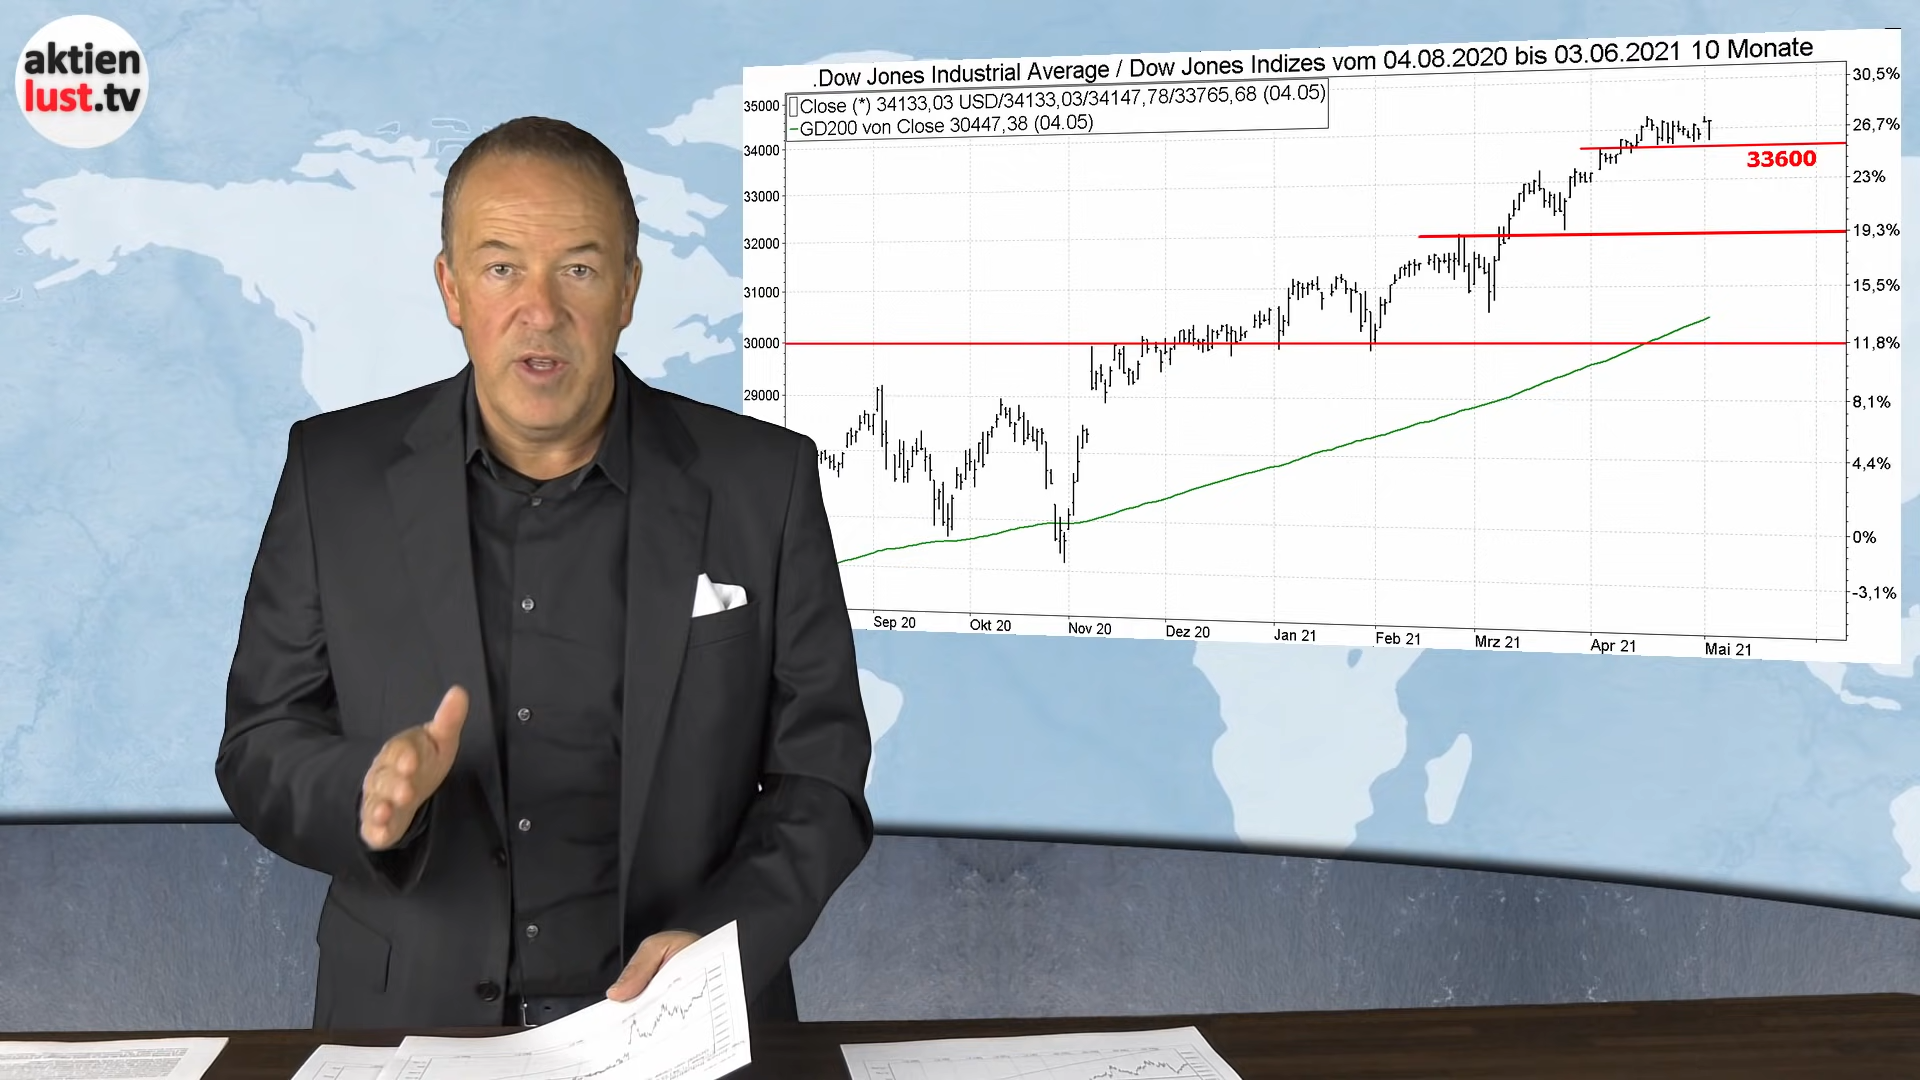 aktien
lust.tv
.Dow Jones Industrial Average / Dow Jones Indizes vom 04.08.2020 bis 03.06.2021 10 Monate
Close (*) 34133,03 USD/34133,03/34147,78/33765,68 (04.05)
GD200 von Close 30447,38 (04.05)
35000
34000
33000
32000
31000
30000
29000
30,5%
26,7%
23%
19,3%
15,5%
11,8%
8,1%
4,4%
0%
-3,1%
33600
Sep 20
Okt 20
Nov 20
Dez 20
Jan 21
Feb 21
Mrz 21
Apr 21
Mai 21